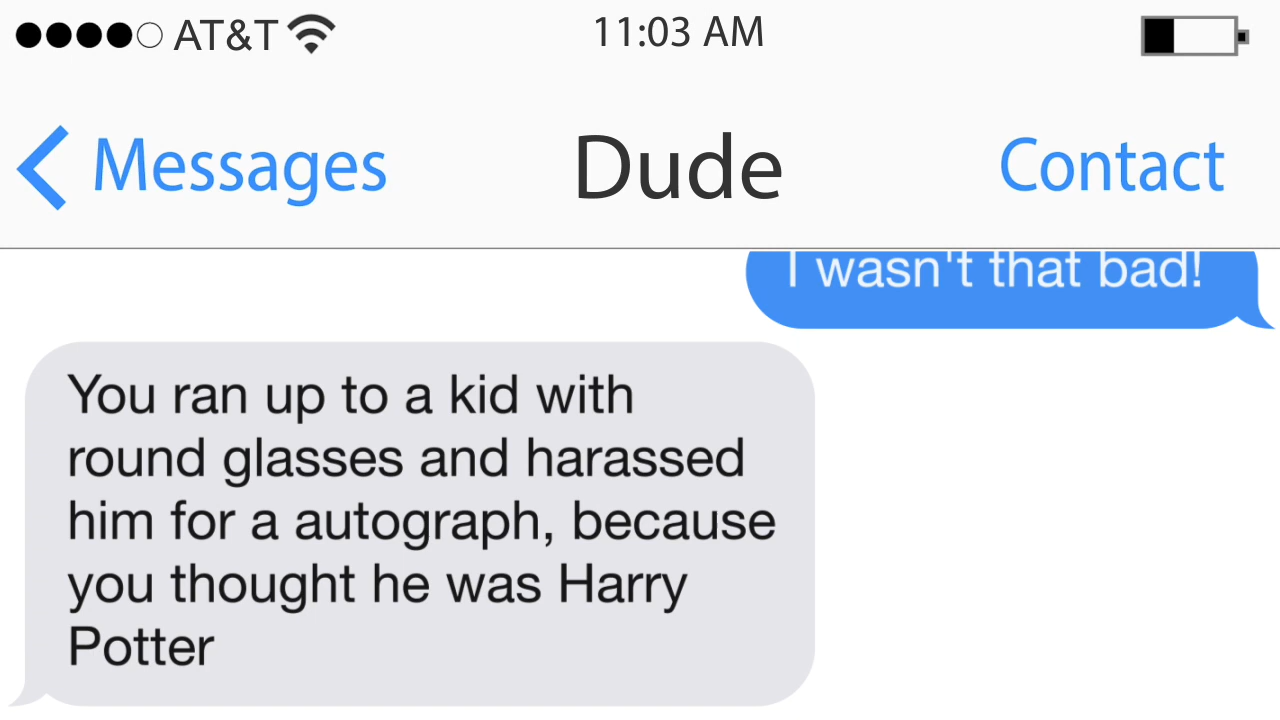 AT&T 11:03 AM
Messages Dude Contact
I wasn't that bad!
You ran up to a kid with
round glasses and harassed
him for a autograph, because
you thought he was Harry
Potter